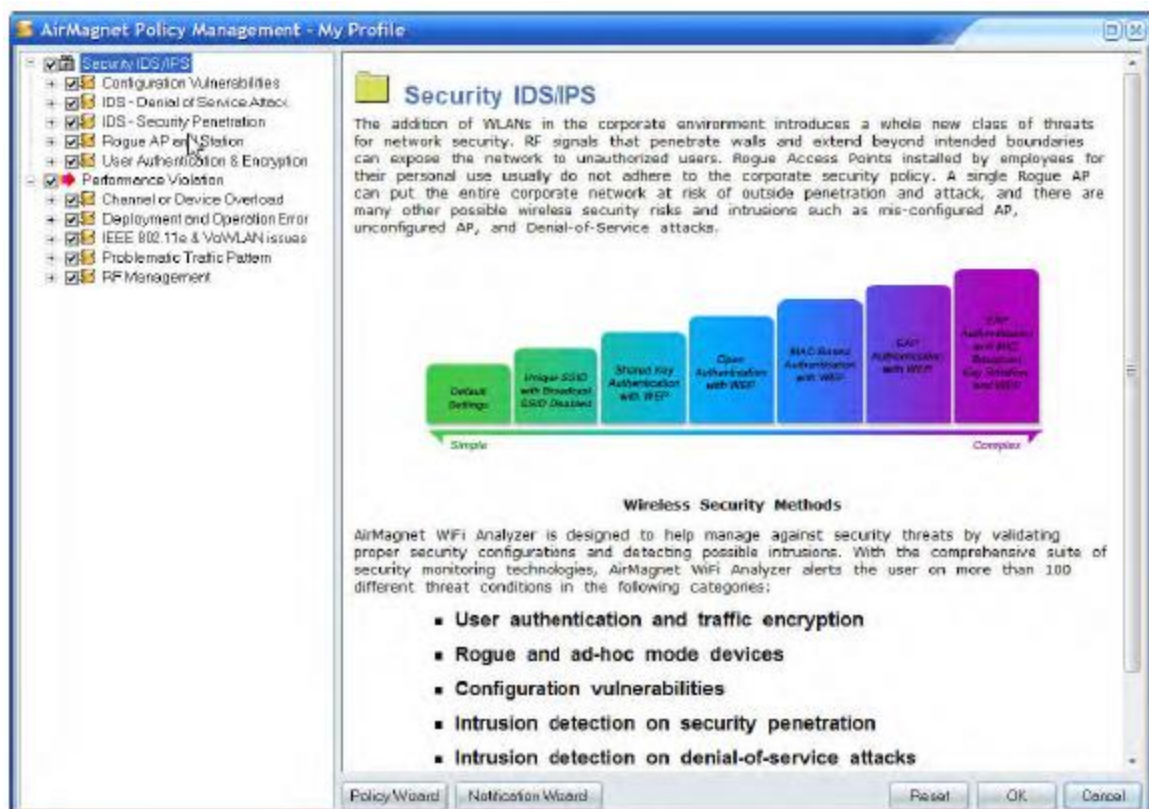 AirMagnet Policy Management - My Profile
Security IDS/IPS
Configuration Vulnerabilities
IDS - Denial of Service Attack
IDS - Security Penetration
Rogue AP and Station
User Authentication & Encryption
Performance Violation
Channel or Device Overload
Deployment and Operation Error
IEEE 802.11e & VoWLAN issues
Problematic Traffic Pattern
RF Management
Security IDS/IPS
The addition of WLANs in the corporate environment introduces a whole new class of threats
for network security. RF signals that penetrate walls and extend beyond intended boundaries
can expose the network to unauthorized users. Rogue Access Points installed by employees for
their personal use usually do not adhere to the corporate security policy. A single Rogue AP
can put the entire corporate network at risk of outside penetration and attack, and there are
many other possible wireless security risks and intrusions such as mis-configured AP,
unconfigured AP, and Denial-of-Service attacks.
Default
Settings
Unique SSID
with Broadcast
SSID Disabled
Shared Key
Authentication
with WEP
Open
Authentication
with WEP
MAC Based
Authentication
with WEP
EAP
Authentication
with WEP
EAP
Authentication
with MIC
Broadcast
Key Rotation
and WEP
Simple
Complex
Wireless Security Methods
AirMagnet WiFi Analyzer is designed to help manage against security threats by validating
proper security configurations and detecting possible intrusions. With the comprehensive suite of
security monitoring technologies, AirMagnet WiFi Analyzer alerts the user on more than 100
different threat conditions in the following categories:
▪ User authentication and traffic encryption
▪ Rogue and ad-hoc mode devices
▪ Configuration vulnerabilities
▪ Intrusion detection on security penetration
▪ Intrusion detection on denial-of-service attacks
Policy Wizard
Notification Wizard
Reset
OK
Cancel